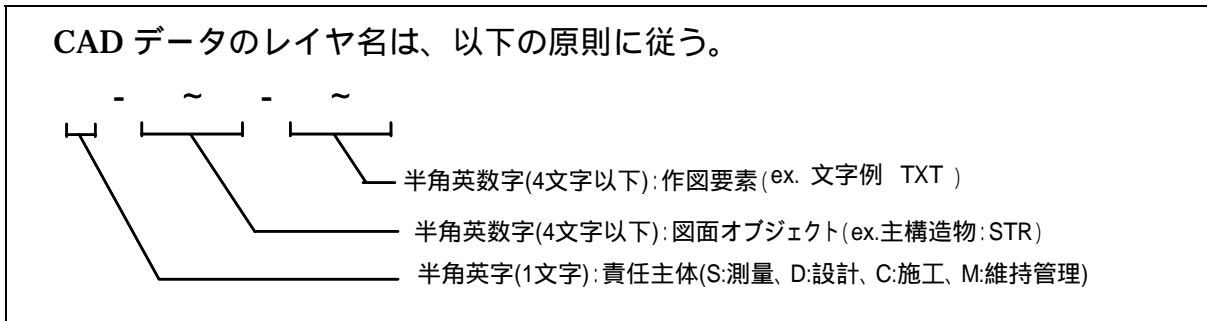 CAD データのレイヤ名は、以下の原則に従う。
- ~ - ~
半角英数字(4文字以下):作図要素(ex. 文字例 TXT )
半角英数字(4文字以下):図面オブジェクト(ex.主構造物:STR)
半角英字(1文字):責任主体(S:測量、D:設計、C:施工、M:維持管理)